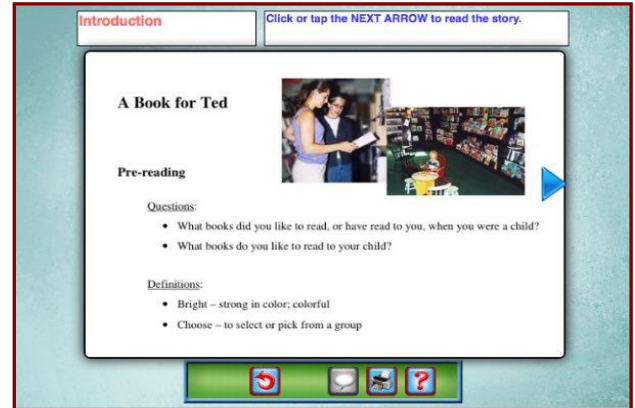 Introduction
Click or tap the NEXT ARROW to read the story.
A Book for Ted
Pre-reading
Questions:
• What books did you like to read, or have read to you, when you were a child?
• What books do you like to read to your child?
Definitions:
• Bright – strong in color; colorful
• Choose – to select or pick from a group
?